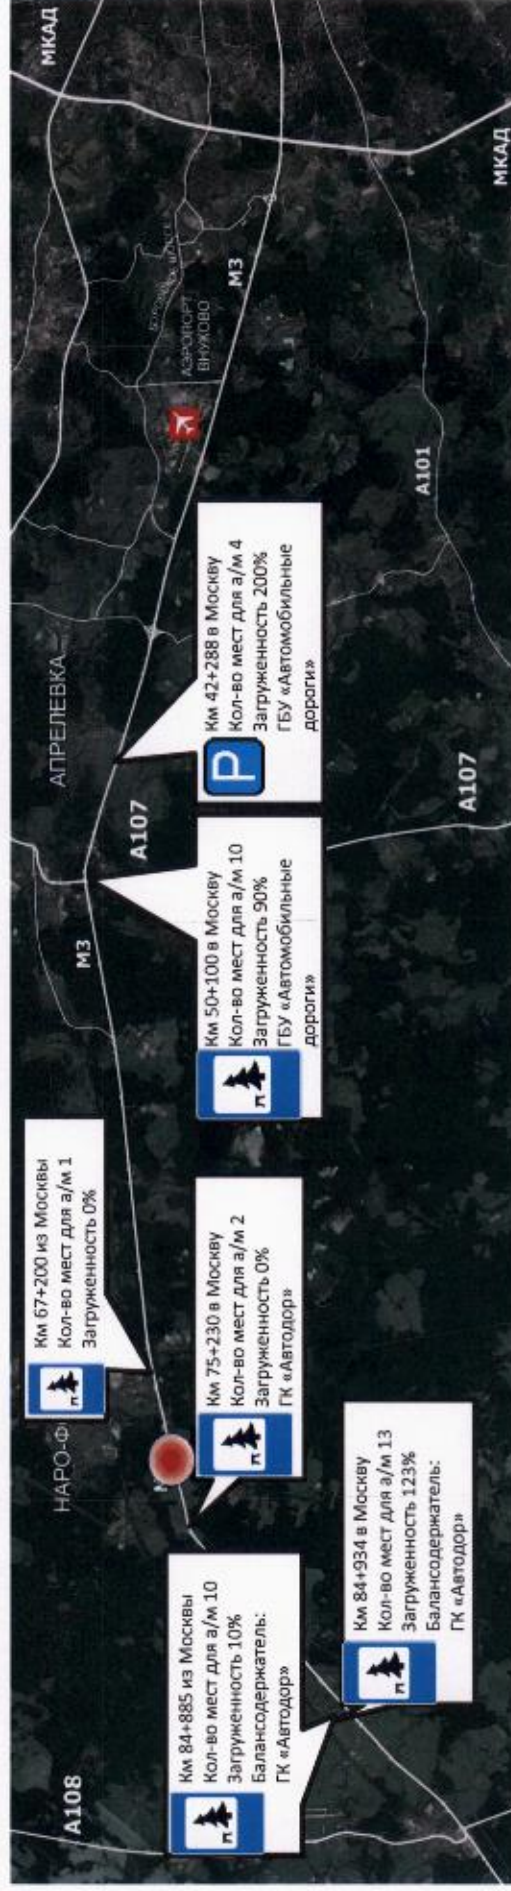 МКАД
МКАД
БОРОВСКОЕ ШОССЕ
АЭРОПОРТ
ВНУКОВО
М3
А101
АПРЕЛЕВКА
А107
А107
М3
Км 42+288 в Москву
Кол-во мест для а/м 4
Загруженность 200%
ГБУ «Автомобильные
дороги»
P
Км 50+100 в Москву
Кол-во мест для а/м 10
Загруженность 90%
ГБУ «Автомобильные
дороги»
Км 67+200 из Москвы
Кол-во мест для а/м 1
Загруженность 0%
НАРО-Ф
Км 75+230 в Москву
Кол-во мест для а/м 2
Загруженность 0%
ГК «Автодор»
Км 84+885 из Москвы
Кол-во мест для а/м 10
Загруженность 10%
Балансодержатель:
ГК «Автодор»
Км 84+934 в Москву
Кол-во мест для а/м 13
Загруженность 123%
Балансодержатель:
ГК «Автодор»
А108